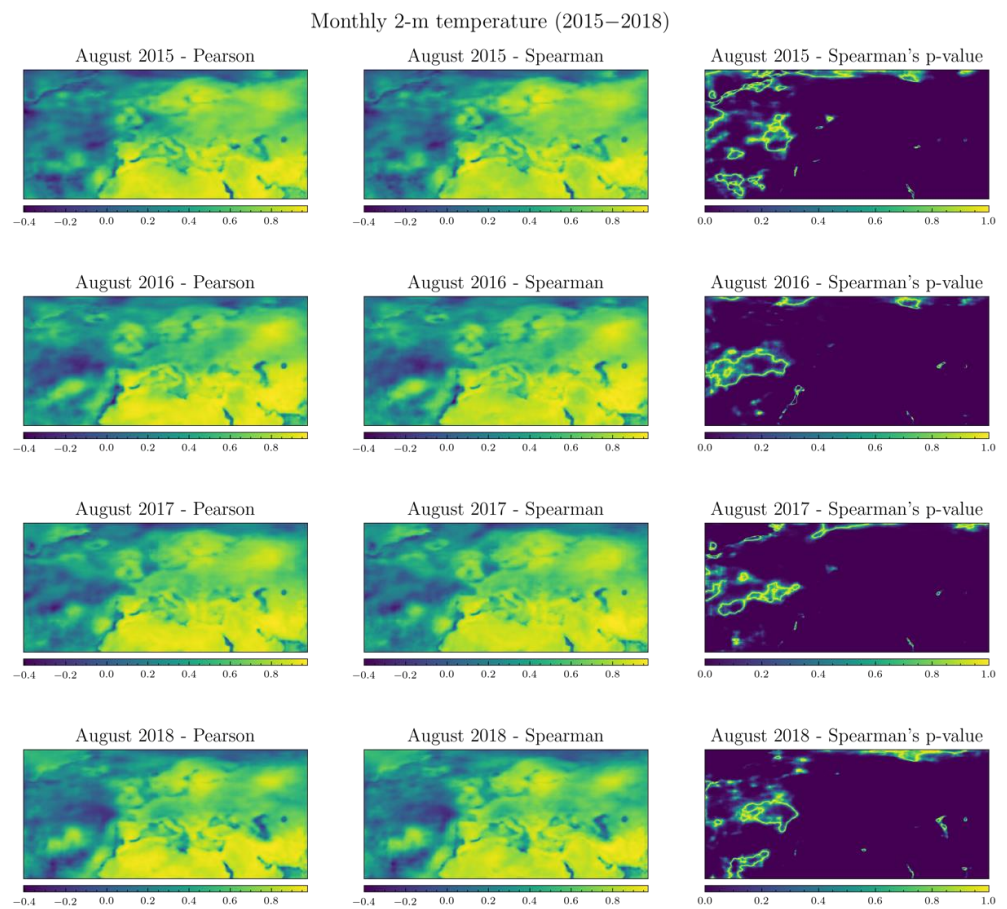 Monthly 2-m temperature (2015−2018)
August 2015 - Pearson August 2015 - Spearman August 2015 - Spearman's p-value
−0.4 −0.2 0.0 0.2 0.4 0.6 0.8 −0.4 −0.2 0.0 0.2 0.4 0.6 0.8 0.0 0.2 0.4 0.6 0.8 1.0
August 2016 - Pearson August 2016 - Spearman August 2016 - Spearman's p-value
−0.4 −0.2 0.0 0.2 0.4 0.6 0.8 −0.4 −0.2 0.0 0.2 0.4 0.6 0.8 0.0 0.2 0.4 0.6 0.8 1.0
August 2017 - Pearson August 2017 - Spearman August 2017 - Spearman's p-value
−0.4 −0.2 0.0 0.2 0.4 0.6 0.8 −0.4 −0.2 0.0 0.2 0.4 0.6 0.8 0.0 0.2 0.4 0.6 0.8 1.0
August 2018 - Pearson August 2018 - Spearman August 2018 - Spearman's p-value
−0.4 −0.2 0.0 0.2 0.4 0.6 0.8 −0.4 −0.2 0.0 0.2 0.4 0.6 0.8 0.0 0.2 0.4 0.6 0.8 1.0